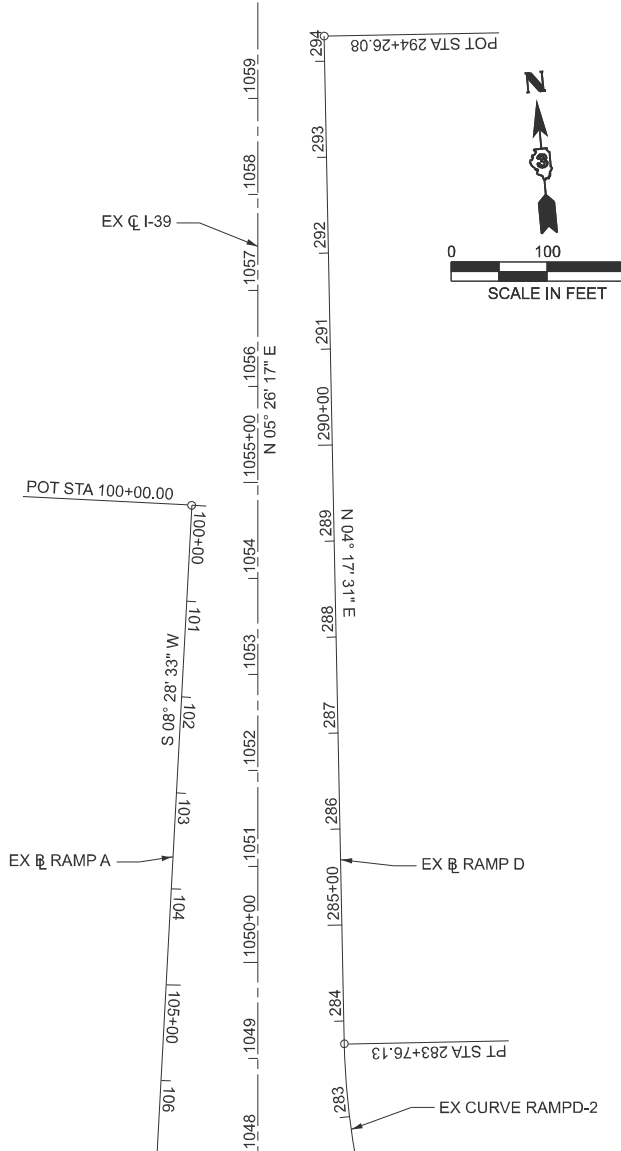 1059
1058
EX ℄ I-39
1057
1056
N 05° 26' 17" E
1055+00
1054
1053
1052
1051
1050+00
1049
1048
POT STA 100+00.00
100+00
101
S 08° 28' 33" W
102
103
EX BL RAMP A
104
105+00
106
294
POT STA 294+26.08
293
292
291
290+00
289
N 04° 17' 31" E
288
287
286
EX BL RAMP D
285+00
284
PT STA 283+76.13
283
EX CURVE RAMPD-2
N
3
0 100
SCALE IN FEET